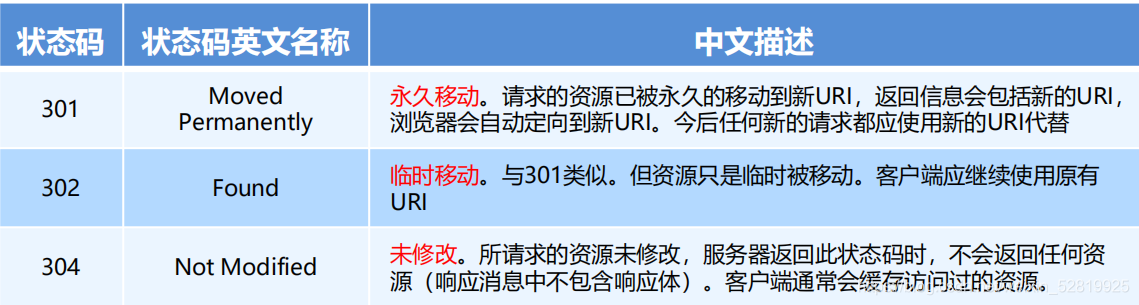 状态码 状态码英文名称 中文描述
301
Moved
Permanently
永久移动。请求的资源已被永久的移动到新URI，返回信息会包括新的URI，
浏览器会自动定向到新URI。今后任何新的请求都应使用新的URI代替
302
Found
临时移动。与301类似。但资源只是临时被移动。客户端应继续使用原有
URI
304
Not Modified
未修改。所请求的资源未修改，服务器返回此状态码时，不会返回任何资
源（响应消息中不包含响应体）。客户端通常会缓存访问过的资源。